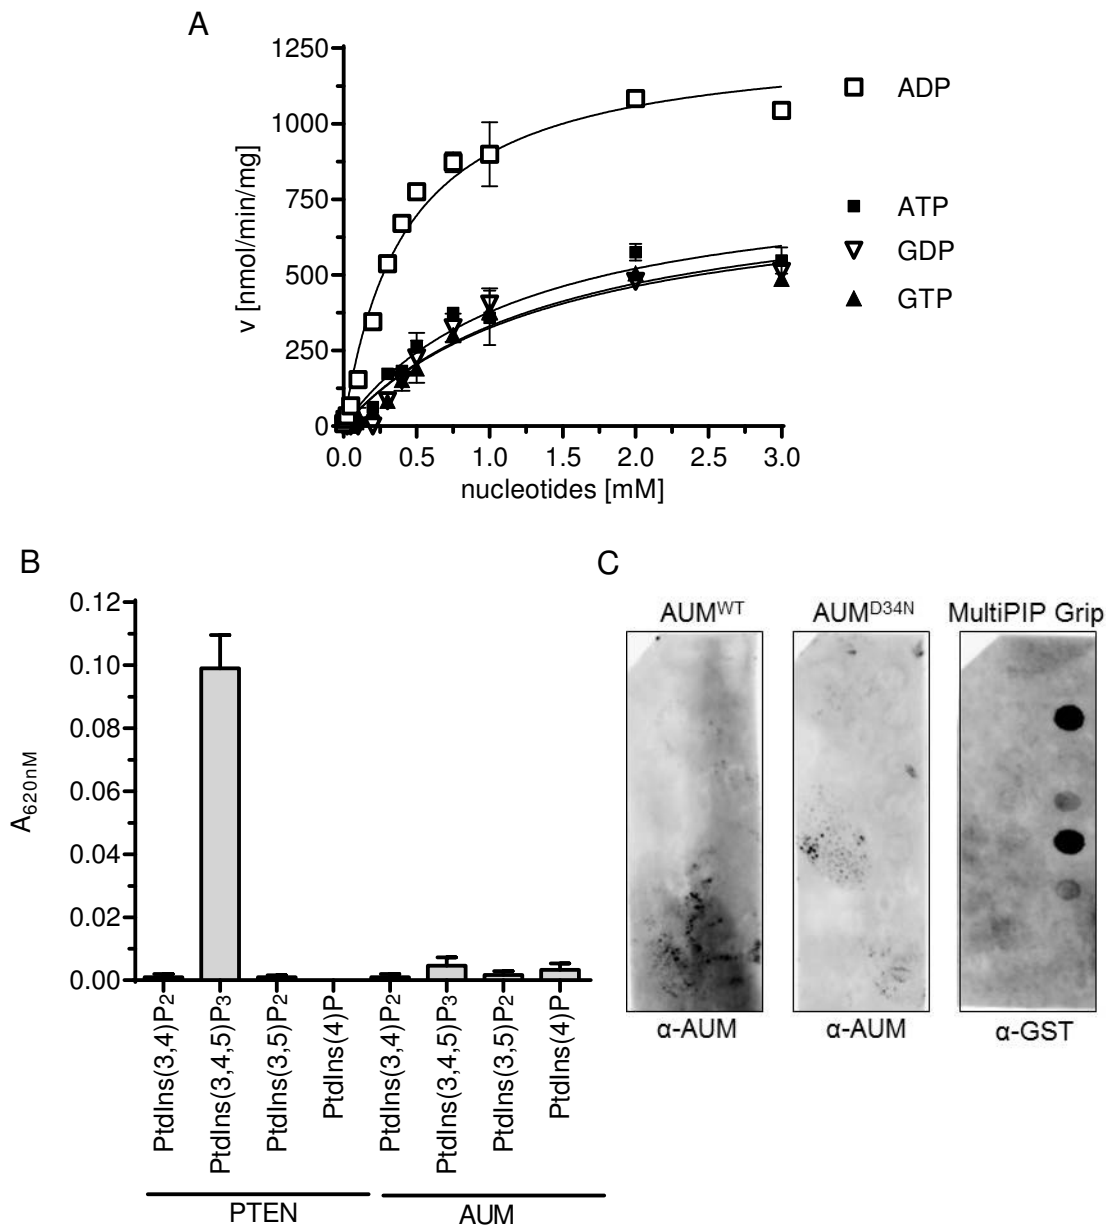 A
1250
1000
750
500
250
0
v [nmol/min/mg]
0.0 0.5 1.0 1.5 2.0 2.5 3.0
nucleotides [mM]
ADP
ATP
GDP
GTP
B
0.12
0.10
0.08
0.06
0.04
0.02
0.00
A620nM
PtdIns(3,4)P2
PtdIns(3,4,5)P3
PtdIns(3,5)P2
PtdIns(4)P
PtdIns(3,4)P2
PtdIns(3,4,5)P3
PtdIns(3,5)P2
PtdIns(4)P
PTEN
AUM
C
AUMWT AUMD34N MultiPIP Grip
α-AUM α-AUM α-GST